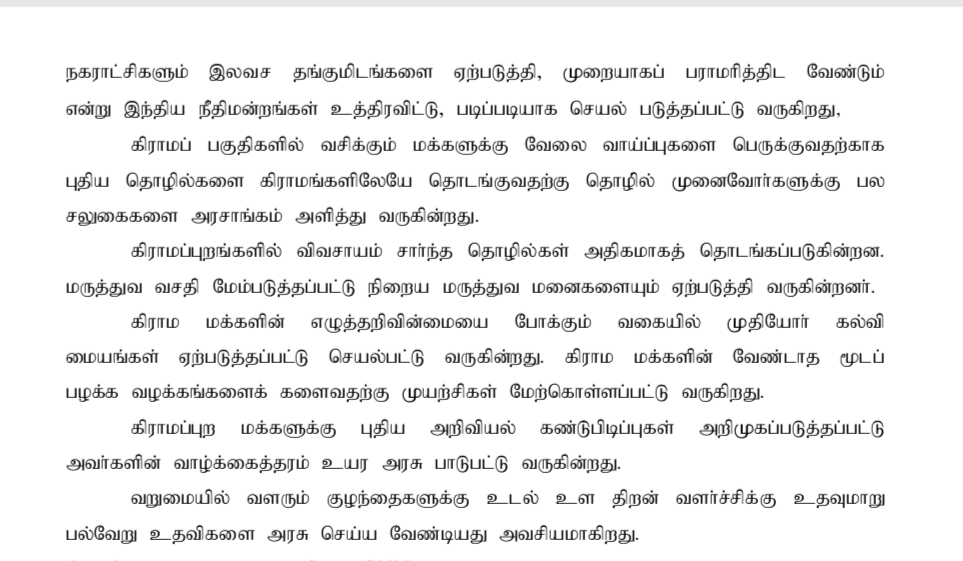 நகராட்சிகளும் இலவச தங்குமிடங்களை ஏற்படுத்தி, முறையாகப் பராமரித்திட வேண்டும்
என்று இந்திய நீதிமன்றங்கள் உத்திரவிட்டு, படிப்படியாக செயல் படுத்தப்பட்டு வருகிறது,
கிராமப் பகுதிகளில் வசிக்கும் மக்களுக்கு வேலை வாய்ப்புகளை பெருக்குவதற்காக
புதிய தொழில்களை கிராமங்களிலேயே தொடங்குவதற்கு தொழில் முனைவோர்களுக்கு பல
சலுகைகளை அரசாங்கம் அளித்து வருகின்றது.
கிராமப்புறங்களில் விவசாயம் சார்ந்த தொழில்கள் அதிகமாகத் தொடங்கப்படுகின்றன.
மருத்துவ வசதி மேம்படுத்தப்பட்டு நிறைய மருத்துவ மனைகளையும் ஏற்படுத்தி வருகின்றனர்.
கிராம மக்களின் எழுத்தறிவின்மையை போக்கும் வகையில் முதியோர் கல்வி
மையங்கள் ஏற்படுத்தப்பட்டு செயல்பட்டு வருகின்றது. கிராம மக்களின் வேண்டாத மூடப்
பழக்க வழக்கங்களைக் களைவதற்கு முயற்சிகள் மேற்கொள்ளப்பட்டு வருகிறது.
கிராமப்புற மக்களுக்கு புதிய அறிவியல் கண்டுபிடிப்புகள் அறிமுகப்படுத்தப்பட்டு
அவர்களின் வாழ்க்கைத்தரம் உயர அரசு பாடுபட்டு வருகின்றது.
வறுமையில் வளரும் குழந்தைகளுக்கு உடல் உள திறன் வளர்ச்சிக்கு உதவுமாறு
பல்வேறு உதவிகளை அரசு செய்ய வேண்டியது அவசியமாகிறது.